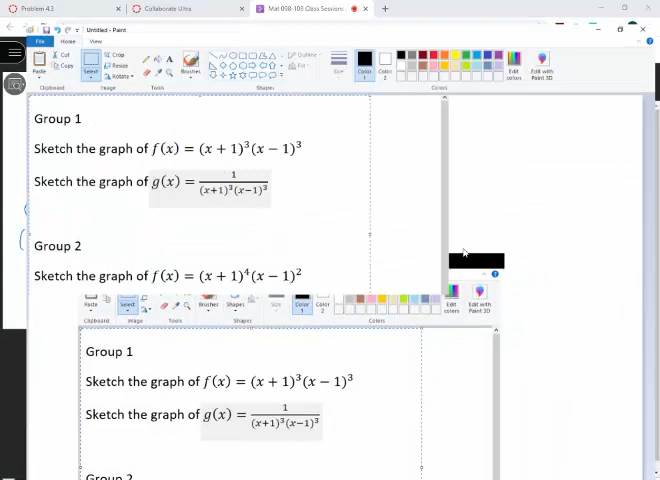 Problem 4.3
Collaborate Ultra
Mat 098-108 Class Sessions
Untitled - Paint
File Home View
Paste
Cut
Copy
Clipboard
Select
Crop
Resize
Rotate
Image
Brushes
Tools
Outline
Fill
Shapes
Size
Color 1
Color 2
Edit colors
Edit with Paint 3D
Colors
Group 1
Sketch the graph of f(x) = (x + 1)³(x − 1)³
Sketch the graph of g(x) = 1/((x+1)³(x−1)³)
Group 2
Sketch the graph of f(x) = (x + 1)⁴(x − 1)²
Paste
Select
Brushes
Shapes
Size
Color 1
Color 2
Edit colors
Edit with Paint 3D
Clipboard
Image
Tools
Shapes
Colors
Group 1
Sketch the graph of f(x) = (x + 1)³(x − 1)³
Sketch the graph of g(x) = 1/((x+1)³(x−1)³)
Group 2